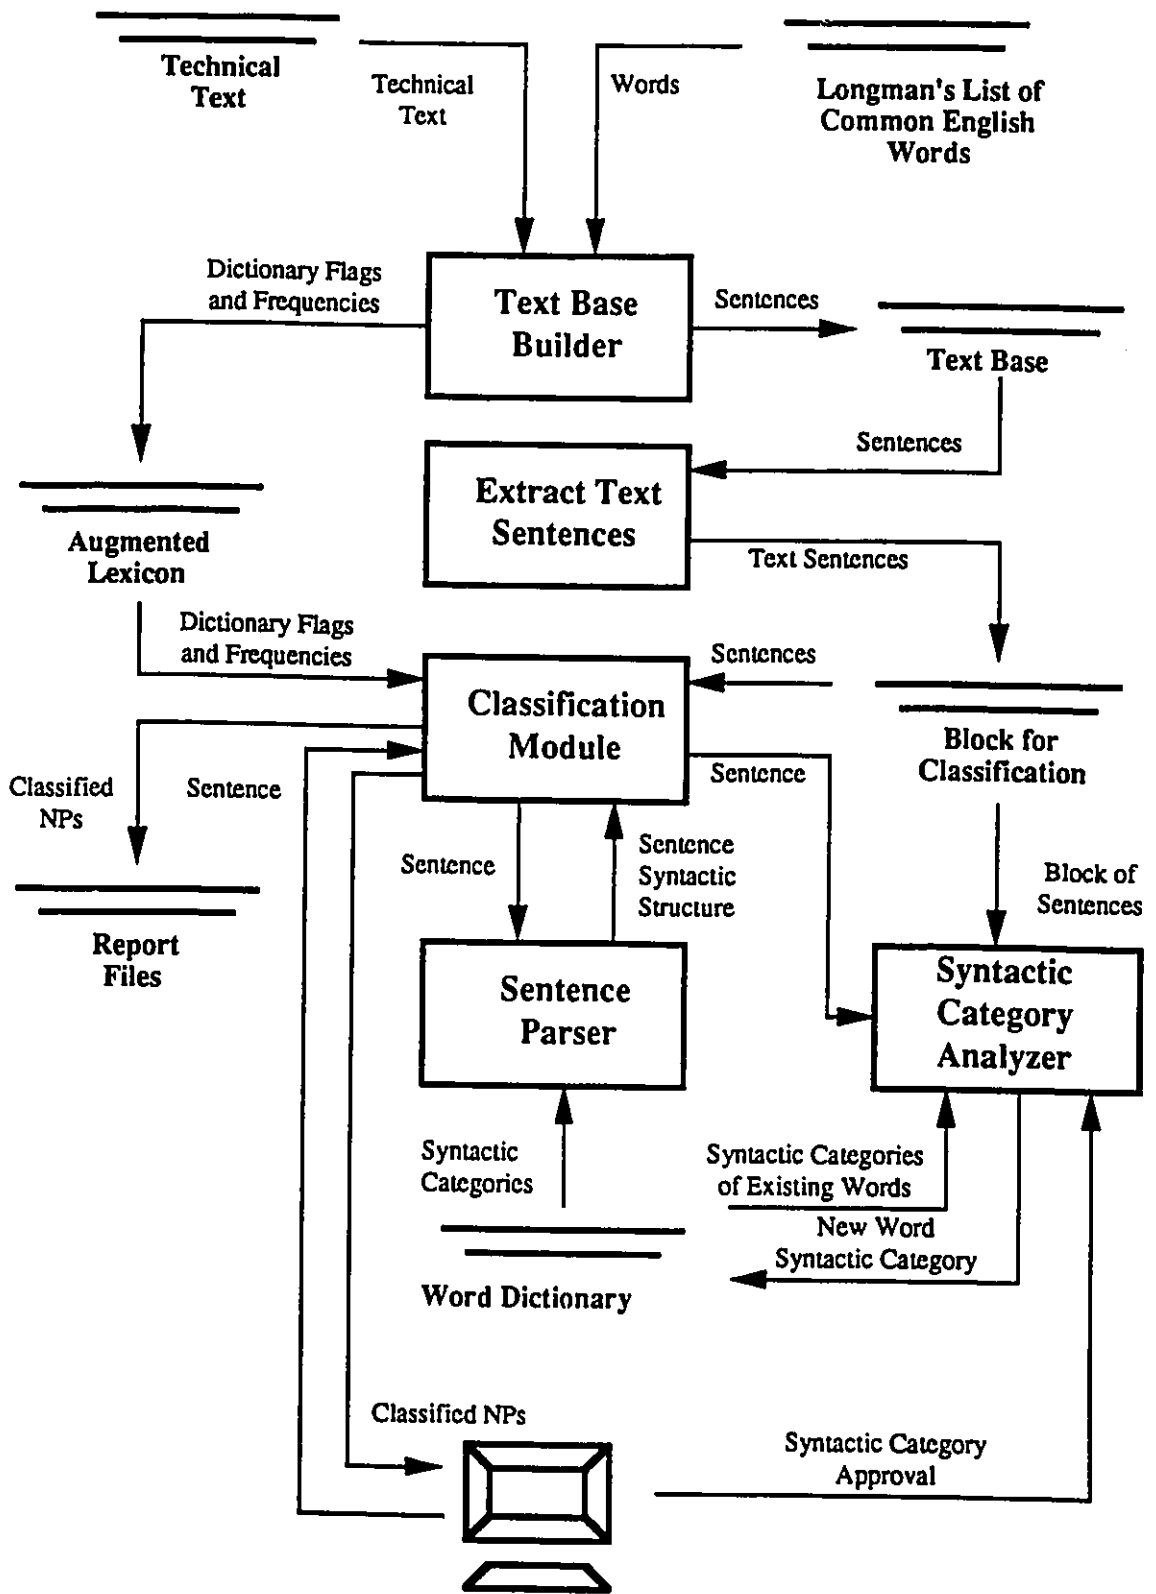 Technical
Text
Technical
Text
Words
Longman's List of
Common English
Words
Dictionary Flags
and Frequencies
Text Base
Builder
Sentences
Text Base
Sentences
Extract Text
Sentences
Text Sentences
Augmented
Lexicon
Dictionary Flags
and Frequencies
Classification
Module
Sentences
Block for
Classification
Sentence
Classified
NPs
Sentence
Sentence
Sentence
Syntactic
Structure
Block of
Sentences
Report
Files
Sentence
Parser
Syntactic
Category
Analyzer
Syntactic
Categories
Syntactic Categories
of Existing Words
New Word
Syntactic Category
Word Dictionary
Classified NPs
Syntactic Category
Approval